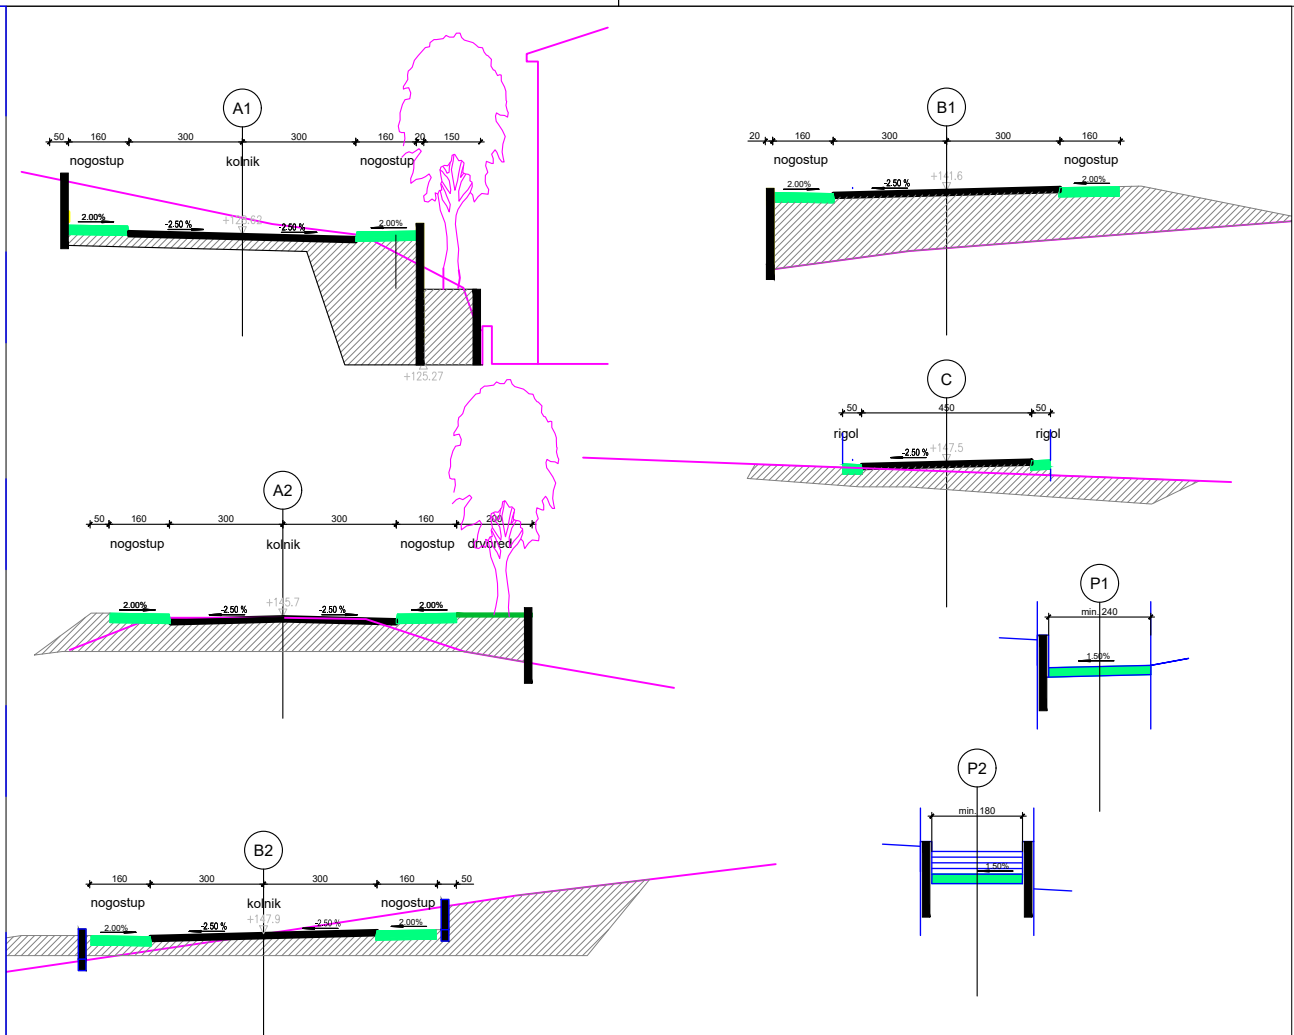 A1
50 160 300 300 160 20 150
nogostup kolnik nogostup
2.00% -2.50 % -2.50 % 2.00%
+125.27
B1
20 160 300 300 160
nogostup nogostup
+141.6
2.00% -2.50 % 2.00%
C
50 450 50
rigol rigol
+147.5
-2.50 %
A2
50 160 300 300 160 200
nogostup kolnik nogostup drvored
+145.7
2.00% -2.50 % -2.50 % 2.00%
P1
min. 240
1.50%
P2
min. 180
1.50%
B2
160 300 300 160 50
nogostup kolnik nogostup
+147.9
2.00% -2.50 % -2.50 % 2.00%